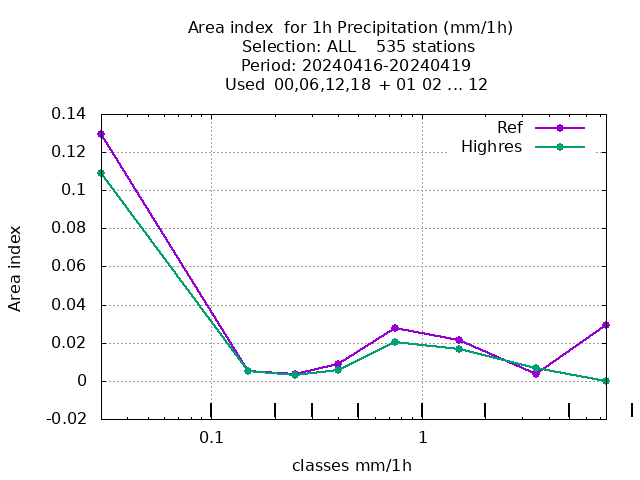 Area index  for 1h Precipitation (mm/1h)
Selection: ALL    535 stations
Period: 20240416-20240419
Used  00,06,12,18 + 01 02 ... 12
0.14
0.12
0.1
0.08
0.06
0.04
0.02
0
-0.02
Area index
Ref
Highres
0.1
1
classes mm/1h